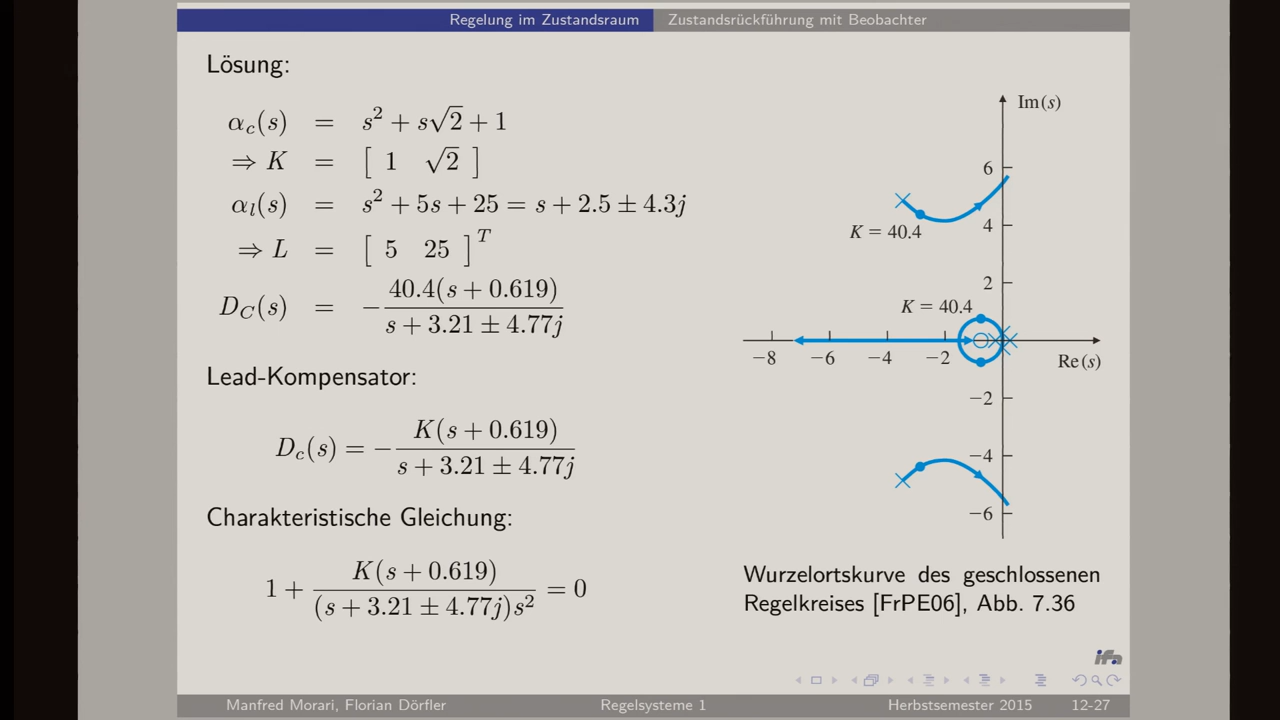 Regelung im Zustandsraum Zustandsrückführung mit Beobachter
Lösung:
α_c(s) = s² + s√2 + 1
⇒ K = [ 1 √2 ]
α_l(s) = s² + 5s + 25 = s + 2.5 ± 4.3j
⇒ L = [ 5 25 ]^T
D_C(s) = −40.4(s + 0.619) / (s + 3.21 ± 4.77j)
Lead-Kompensator:
D_c(s) = −K(s + 0.619) / (s + 3.21 ± 4.77j)
Charakteristische Gleichung:
1 + K(s + 0.619) / ((s + 3.21 ± 4.77j)s²) = 0
Im(s)
6
K = 40.4
4
2
K = 40.4
−8 −6 −4 −2
Re(s)
−2
−4
−6
Wurzelortskurve des geschlossenen
Regelkreises [FrPE06], Abb. 7.36
ifa
Manfred Morari, Florian Dörfler Regelsysteme 1 Herbstsemester 2015 12-27